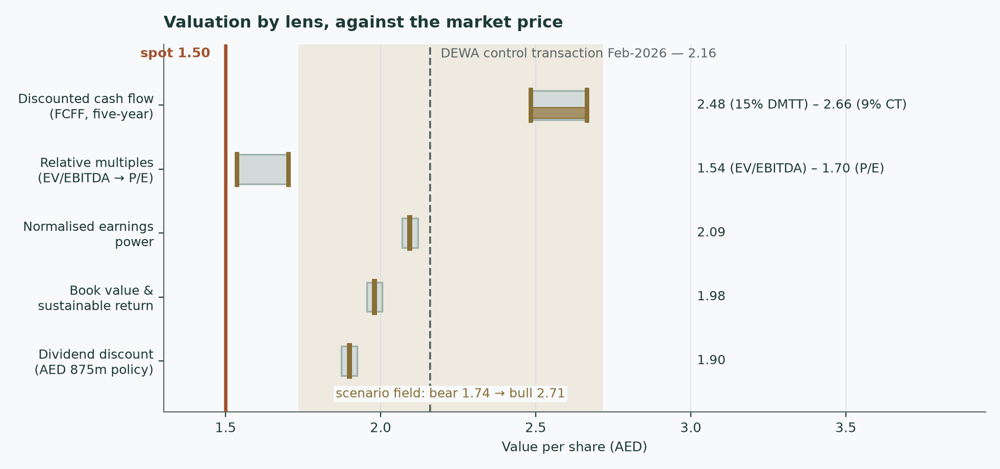 Valuation by lens, against the market price
spot 1.50
DEWA control transaction Feb-2026 — 2.16
Discounted cash flow
(FCFF, five-year)
2.48 (15% DMTT) – 2.66 (9% CT)
Relative multiples
(EV/EBITDA → P/E)
1.54 (EV/EBITDA) – 1.70 (P/E)
Normalised earnings
power
2.09
Book value &
sustainable return
1.98
Dividend discount
(AED 875m policy)
1.90
scenario field: bear 1.74 → bull 2.71
1.5 2.0 2.5 3.0 3.5
Value per share (AED)